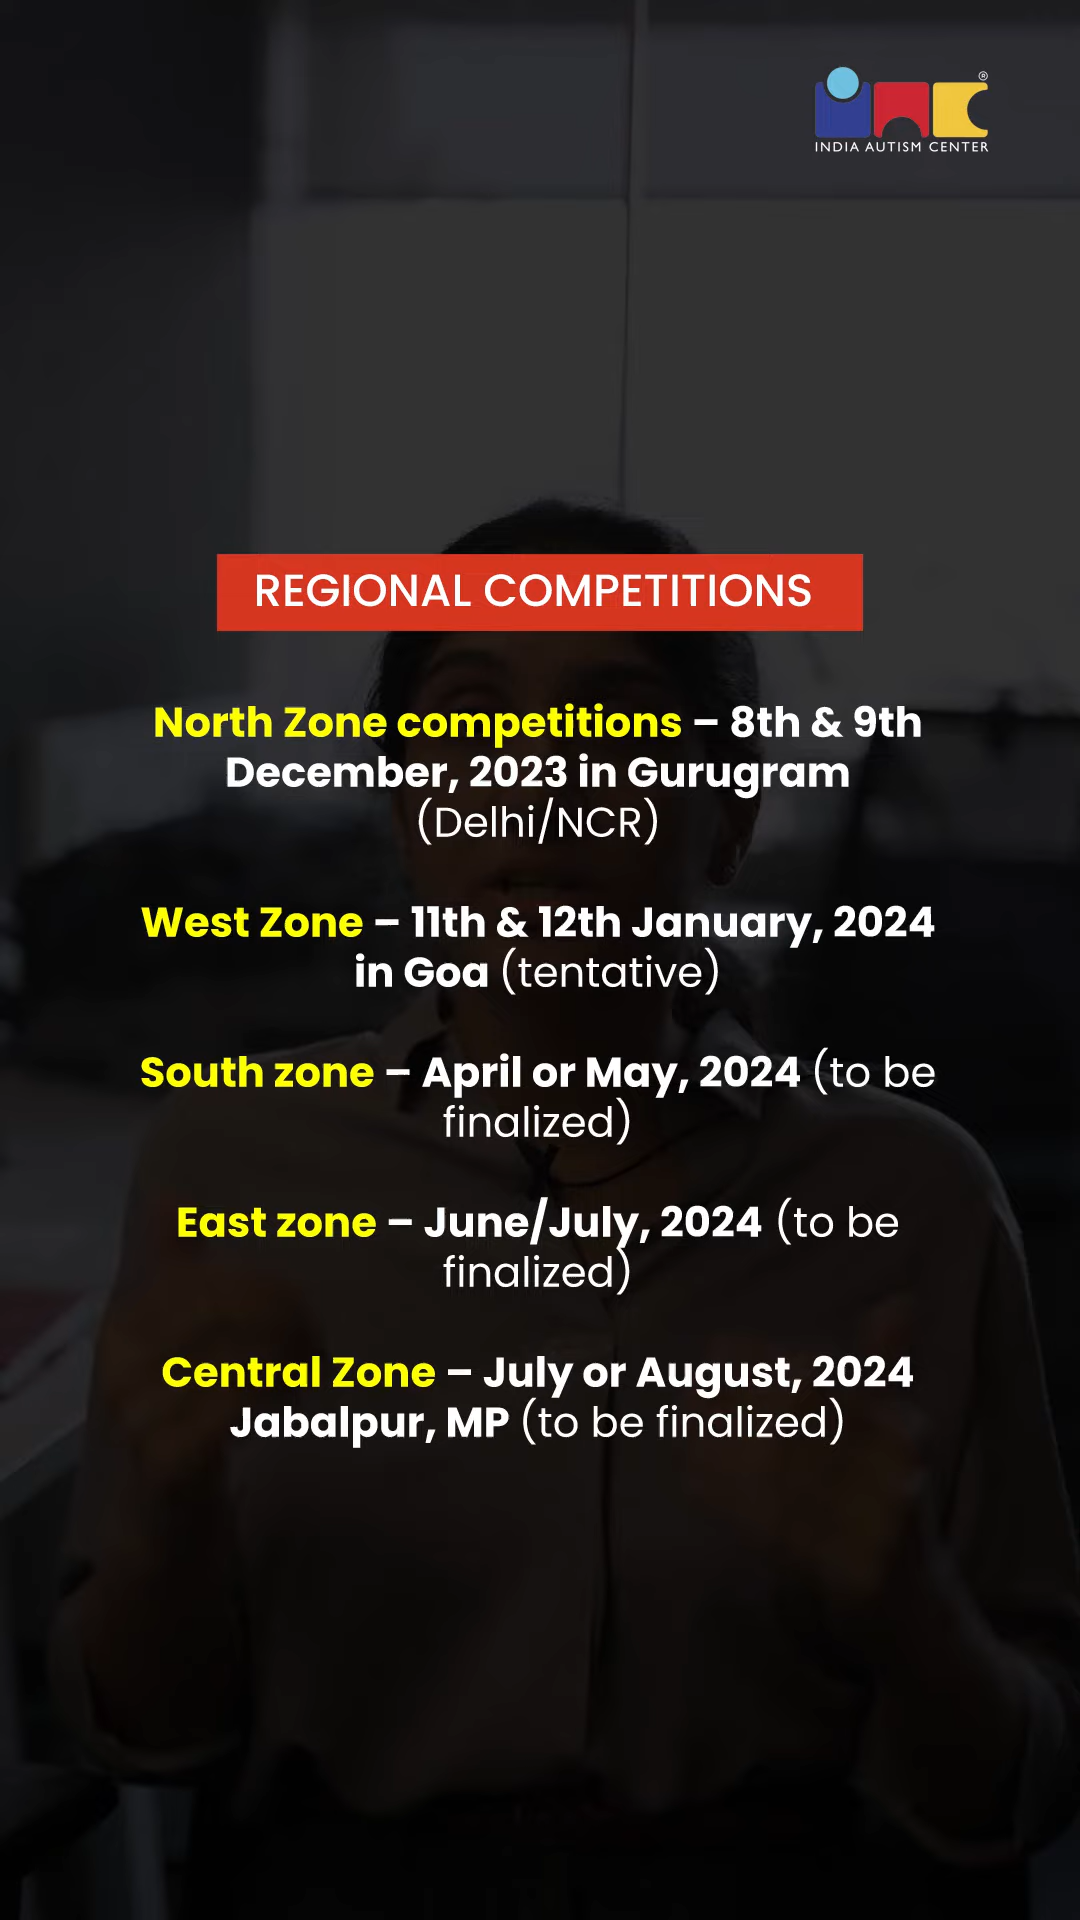 ®
INDIA AUTISM CENTER
REGIONAL COMPETITIONS
North Zone competitions – 8th & 9th
December, 2023 in Gurugram
(Delhi/NCR)
West Zone – 11th & 12th January, 2024
in Goa (tentative)
South zone – April or May, 2024 (to be
finalized)
East zone – June/July, 2024 (to be
finalized)
Central Zone – July or August, 2024
Jabalpur, MP (to be finalized)